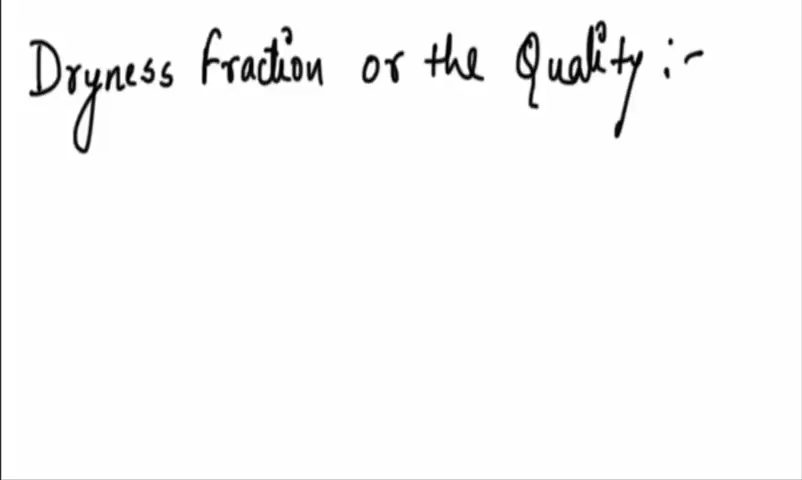 Dryness fraction or the Quality :-